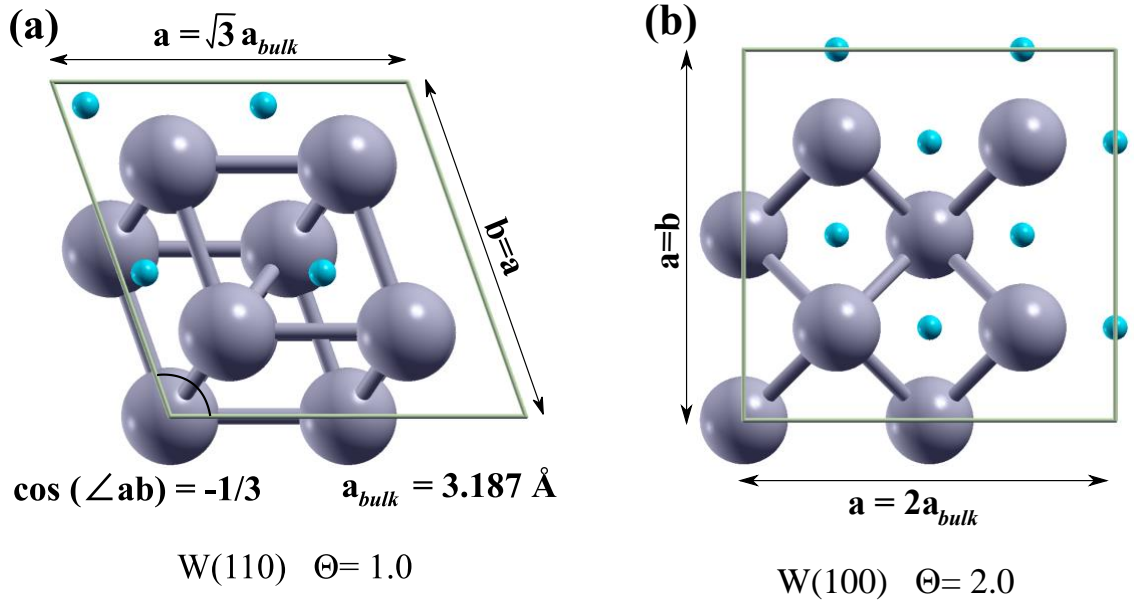 (a)
a = √3 a_bulk
b=a
cos (∠ab) = -1/3
a_bulk = 3.187 Å
W(110) Θ= 1.0
(b)
a=b
a = 2a_bulk
W(100) Θ= 2.0